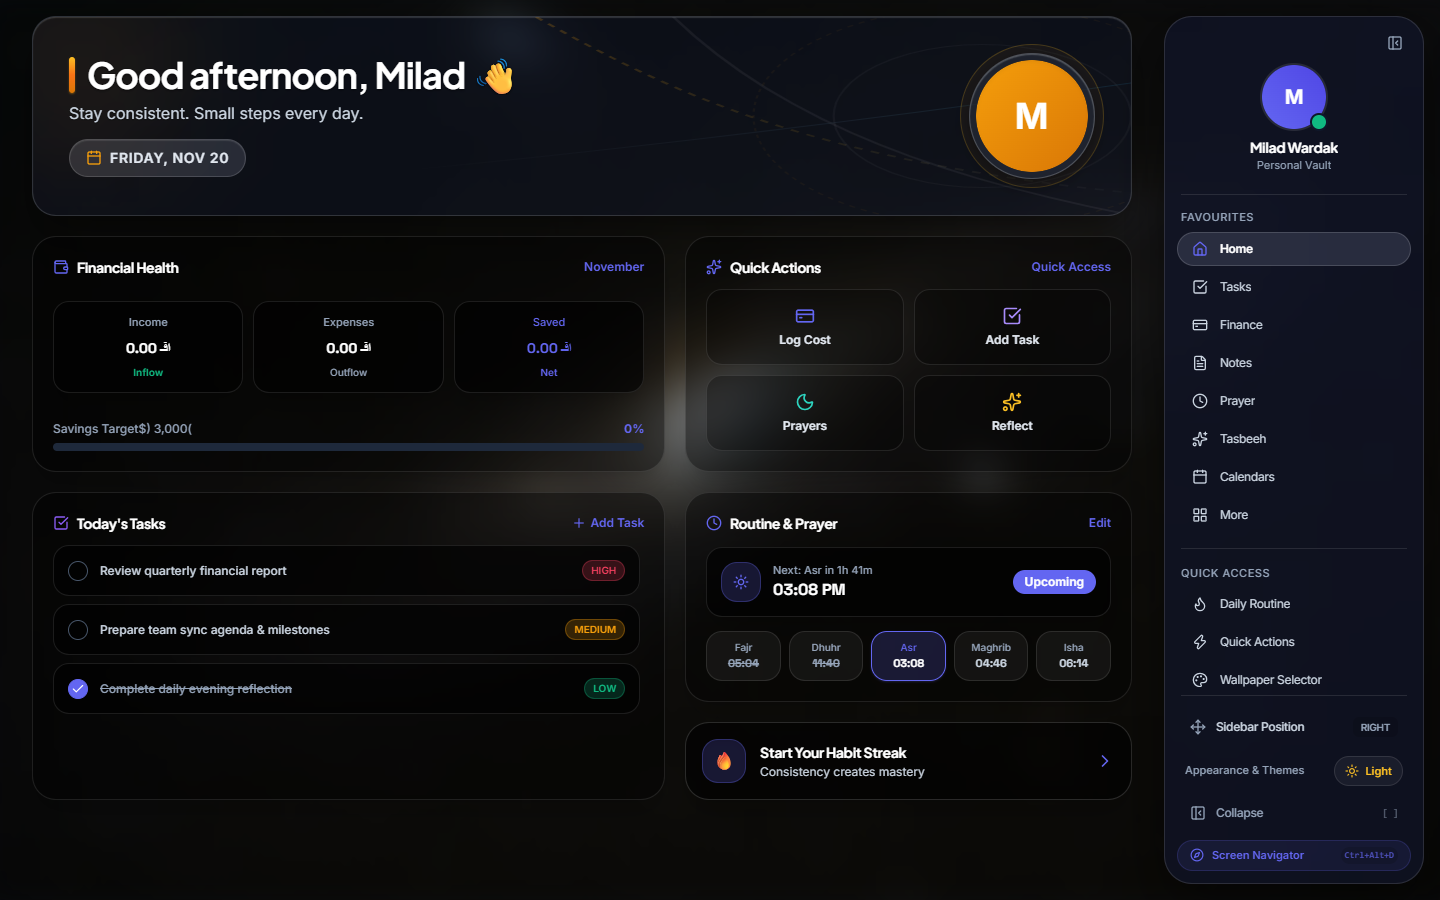 Good afternoon, Milad 👋
Stay consistent. Small steps every day.
FRIDAY, NOV 20
M
Financial Health
November
Income
0.00 ؋
Inflow
Expenses
0.00 ؋
Outflow
Saved
0.00 ؋
Net
Savings Target$) 3,000(
0%
Quick Actions
Quick Access
Log Cost
Add Task
Prayers
Reflect
Today's Tasks
+ Add Task
Review quarterly financial report
HIGH
Prepare team sync agenda & milestones
MEDIUM
Complete daily evening reflection
LOW
Routine & Prayer
Edit
Next: Asr in 1h 41m
03:08 PM
Upcoming
Fajr
05:04
Dhuhr
11:40
Asr
03:08
Maghrib
04:46
Isha
06:14
Start Your Habit Streak
Consistency creates mastery
M
Milad Wardak
Personal Vault
FAVOURITES
Home
Tasks
Finance
Notes
Prayer
Tasbeeh
Calendars
More
QUICK ACCESS
Daily Routine
Quick Actions
Wallpaper Selector
Sidebar Position
RIGHT
Appearance & Themes
Light
Collapse
[ ]
Screen Navigator
Ctrl+Alt+D